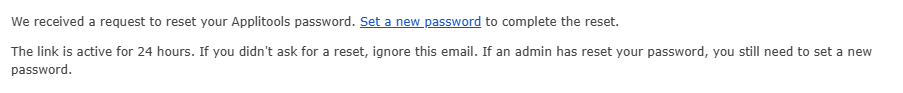 We received a request to reset your Applitools password. Set a new password to complete the reset.
The link is active for 24 hours. If you didn't ask for a reset, ignore this email. If an admin has reset your password, you still need to set a new
password.